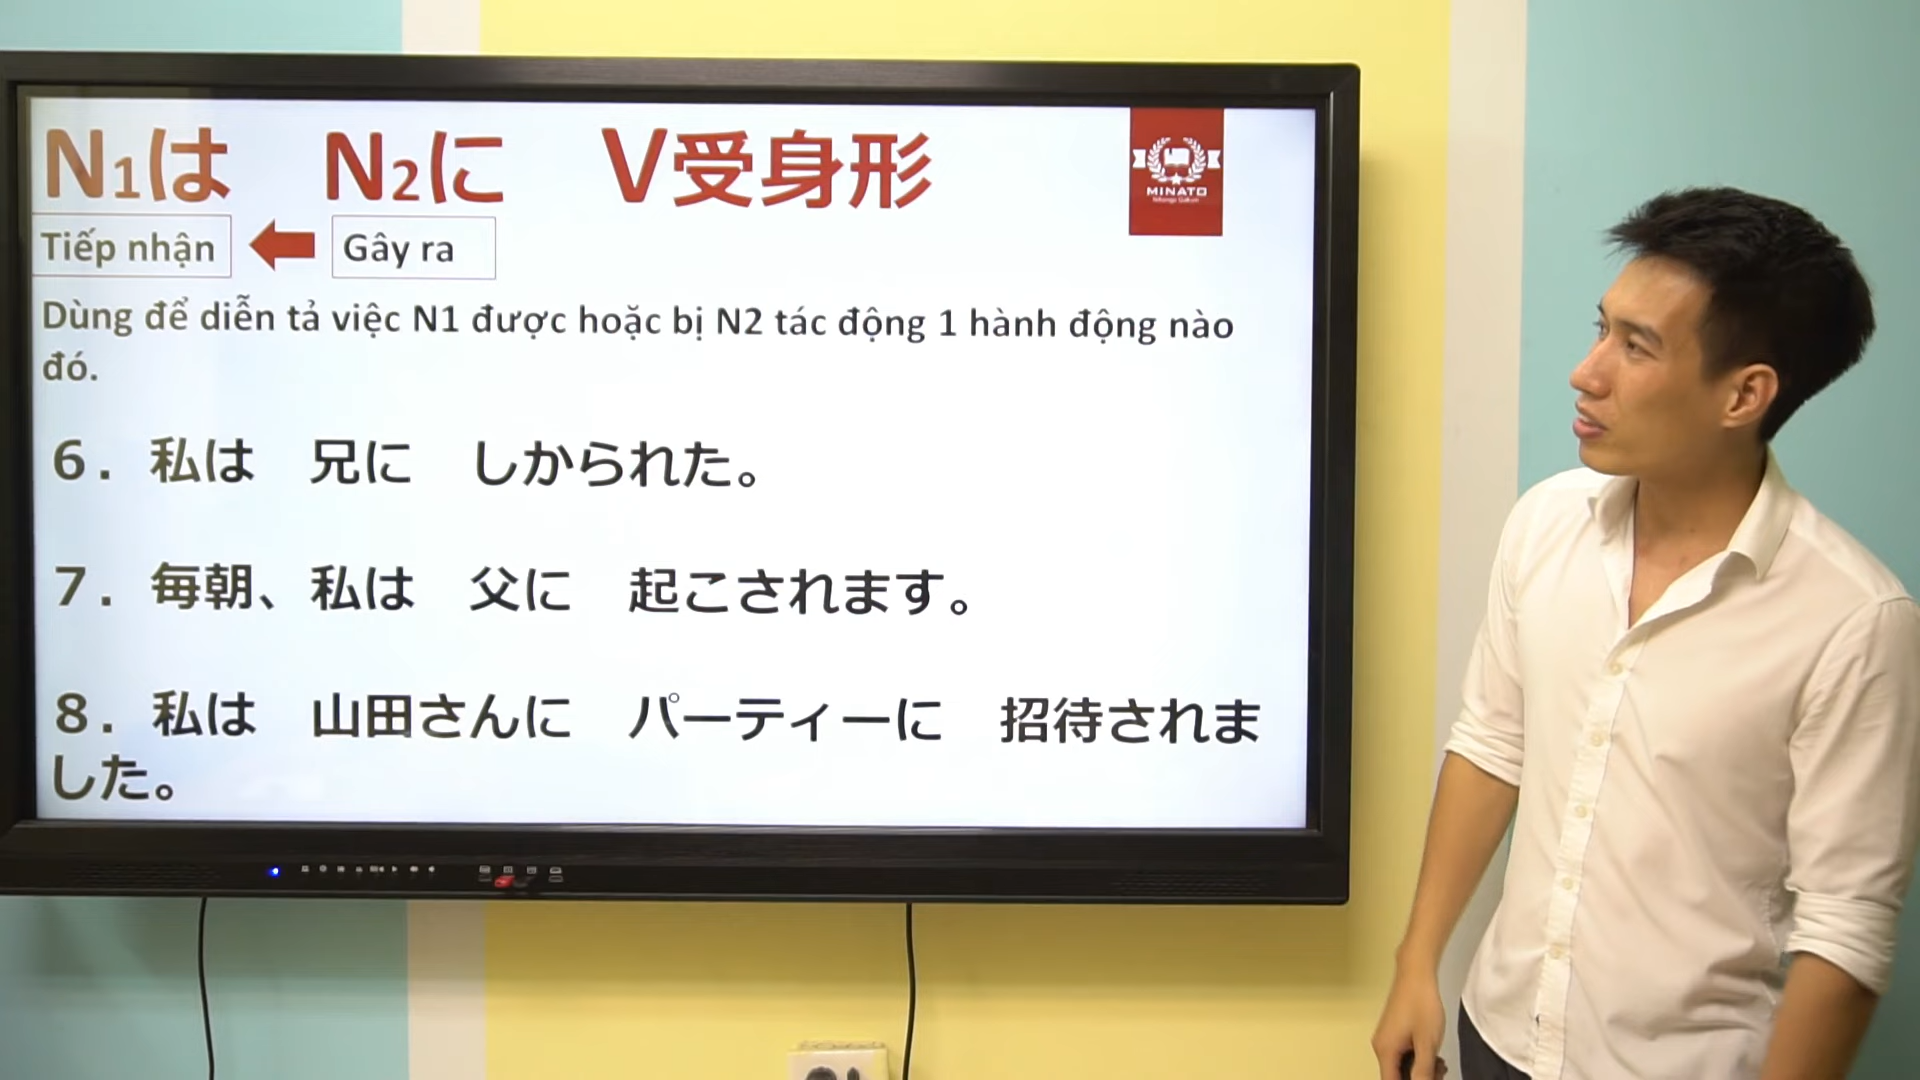 N1は N2に V受身形
MINATO
Tiếp nhận Gây ra
Dùng để diễn tả việc N1 được hoặc bị N2 tác động 1 hành động nào
đó.
６．私は 兄に しかられた。
７．毎朝、私は 父に 起こされます。
８．私は 山田さんに パーティーに 招待されま
した。